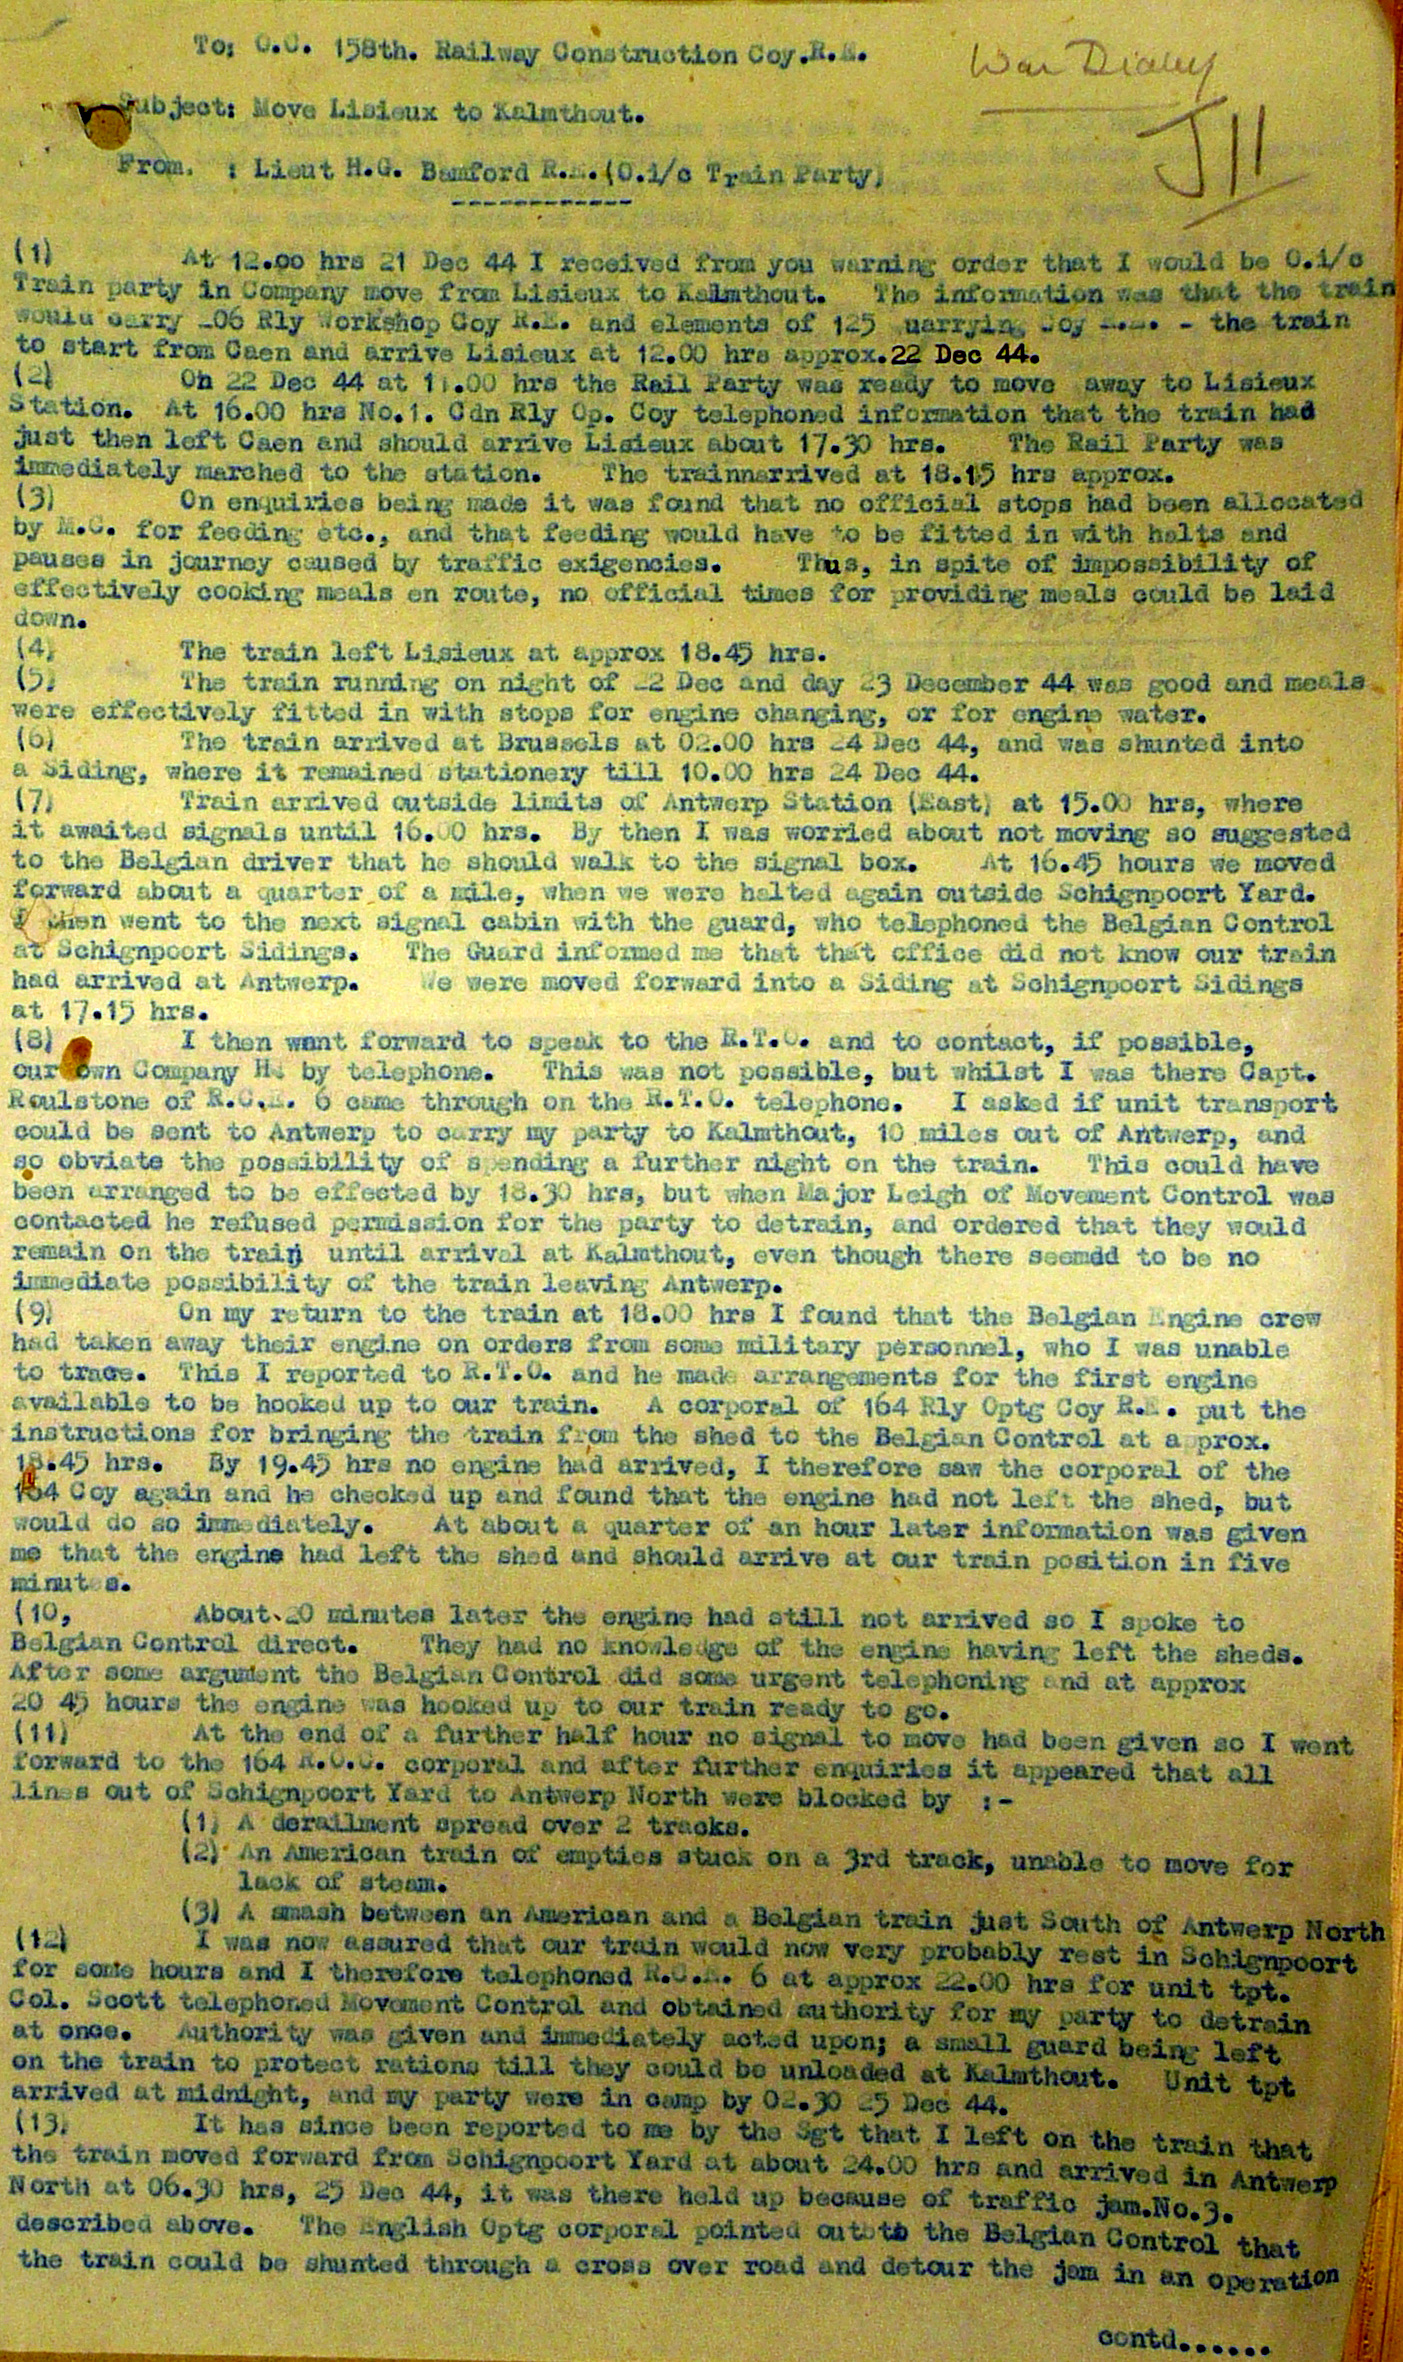 To: O.C. 158th. Railway Construction Coy.R.E.
War Diary
Subject: Move Lisieux to Kalmthout.
J11
From. : Lieut H.G. Bamford R.E.(O.i/c Train Party)
------------
(1) At 12.00 hrs 21 Dec 44 I received from you warning order that I would be O.i/c
Train party in Company move from Lisieux to Kalmthout. The information was that the train
would carry 06 Rly Workshop Coy R.E. and elements of 125 uarrying Coy - the train
to start from Caen and arrive Lisieux at 12.00 hrs approx.22 Dec 44.
(2) On 22 Dec 44 at 11.00 hrs the Rail Party was ready to move away to Lisieux
Station. At 16.00 hrs No.1. Cdn Rly Op. Coy telephoned information that the train had
just then left Caen and should arrive Lisieux about 17.30 hrs. The Rail Party was
immediately marched to the station. The trainnarrived at 18.15 hrs approx.
(3) On enquiries being made it was found that no official stops had been allocated
by M.C. for feeding etc., and that feeding would have to be fitted in with halts and
pauses in journey caused by traffic exigencies. Thus, in spite of impossibility of
effectively cooking meals en route, no official times for providing meals could be laid
down.
(4) The train left Lisieux at approx 18.45 hrs.
(5) The train running on night of 22 Dec and day 23 December 44 was good and meals
were effectively fitted in with stops for engine changing, or for engine water.
(6) The train arrived at Brussels at 02.00 hrs 24 Dec 44, and was shunted into
a Siding, where it remained stationery till 10.00 hrs 24 Dec 44.
(7) Train arrived outside limits of Antwerp Station (East) at 15.00 hrs, where
it awaited signals until 16.00 hrs. By then I was worried about not moving so suggested
to the Belgian driver that he should walk to the signal box. At 16.45 hours we moved
forward about a quarter of a mile, when we were halted again outside Schignpoort Yard.
I then went to the next signal cabin with the guard, who telephoned the Belgian Control
at Schignpoort Sidings. The Guard informed me that that office did not know our train
had arrived at Antwerp. We were moved forward into a Siding at Schignpoort Sidings
at 17.15 hrs.
(8) I then want forward to speak to the R.T.O. and to contact, if possible,
our own Company HQ by telephone. This was not possible, but whilst I was there Capt.
Roulstone of R.C.E. 6 came through on the R.T.O. telephone. I asked if unit transport
could be sent to Antwerp to carry my party to Kalmthout, 10 miles out of Antwerp, and
so obviate the possibility of spending a further night on the train. This could have
been arranged to be effected by 18.30 hrs, but when Major Leigh of Movement Control was
contacted he refused permission for the party to detrain, and ordered that they would
remain on the train until arrival at Kalmthout, even though there seemdd to be no
immediate possibility of the train leaving Antwerp.
(9) On my return to the train at 18.00 hrs I found that the Belgian Engine crew
had taken away their engine on orders from some military personnel, who I was unable
to trace. This I reported to R.T.O. and he made arrangements for the first engine
available to be hooked up to our train. A corporal of 164 Rly Optg Coy R.E. put the
instructions for bringing the train from the shed to the Belgian Control at approx.
18.45 hrs. By 19.45 hrs no engine had arrived, I therefore saw the corporal of the
164 Coy again and he checked up and found that the engine had not left the shed, but
would do so immediately. At about a quarter of an hour later information was given
me that the engine had left the shed and should arrive at our train position in five
minutes.
(10, About 20 minutes later the engine had still not arrived so I spoke to
Belgian Control direct. They had no knowledge of the engine having left the sheds.
After some argument the Belgian Control did some urgent telephoning and at approx
20 45 hours the engine was hooked up to our train ready to go.
(11) At the end of a further half hour no signal to move had been given so I went
forward to the 164 R.O.C. corporal and after further enquiries it appeared that all
lines out of Schignpoort Yard to Antwerp North were blocked by :-
(1) A derailment spread over 2 tracks.
(2) An American train of empties stuck on a 3rd track, unable to move for
lack of steam.
(3) A smash between an American and a Belgian train just South of Antwerp North
(12) I was now assured that our train would now very probably rest in Schignpoort
for some hours and I therefore telephoned R.C.E. 6 at approx 22.00 hrs for unit tpt.
Col. Scott telephoned Movement Control and obtained authority for my party to detrain
at once. Authority was given and immediately acted upon; a small guard being left
on the train to protect rations till they could be unloaded at Kalmthout. Unit tpt
arrived at midnight, and my party were in camp by 02.30 25 Dec 44.
(13, It has since been reported to me by the Sgt that I left on the train that
the train moved forward from Schignpoort Yard at about 24.00 hrs and arrived in Antwerp
North at 06.30 hrs, 25 Dec 44, it was there held up because of traffic jam.No.3.
described above. The English Optg corporal pointed out to the Belgian Control that
the train could be shunted through a cross over road and detour the jam in an operation
contd......